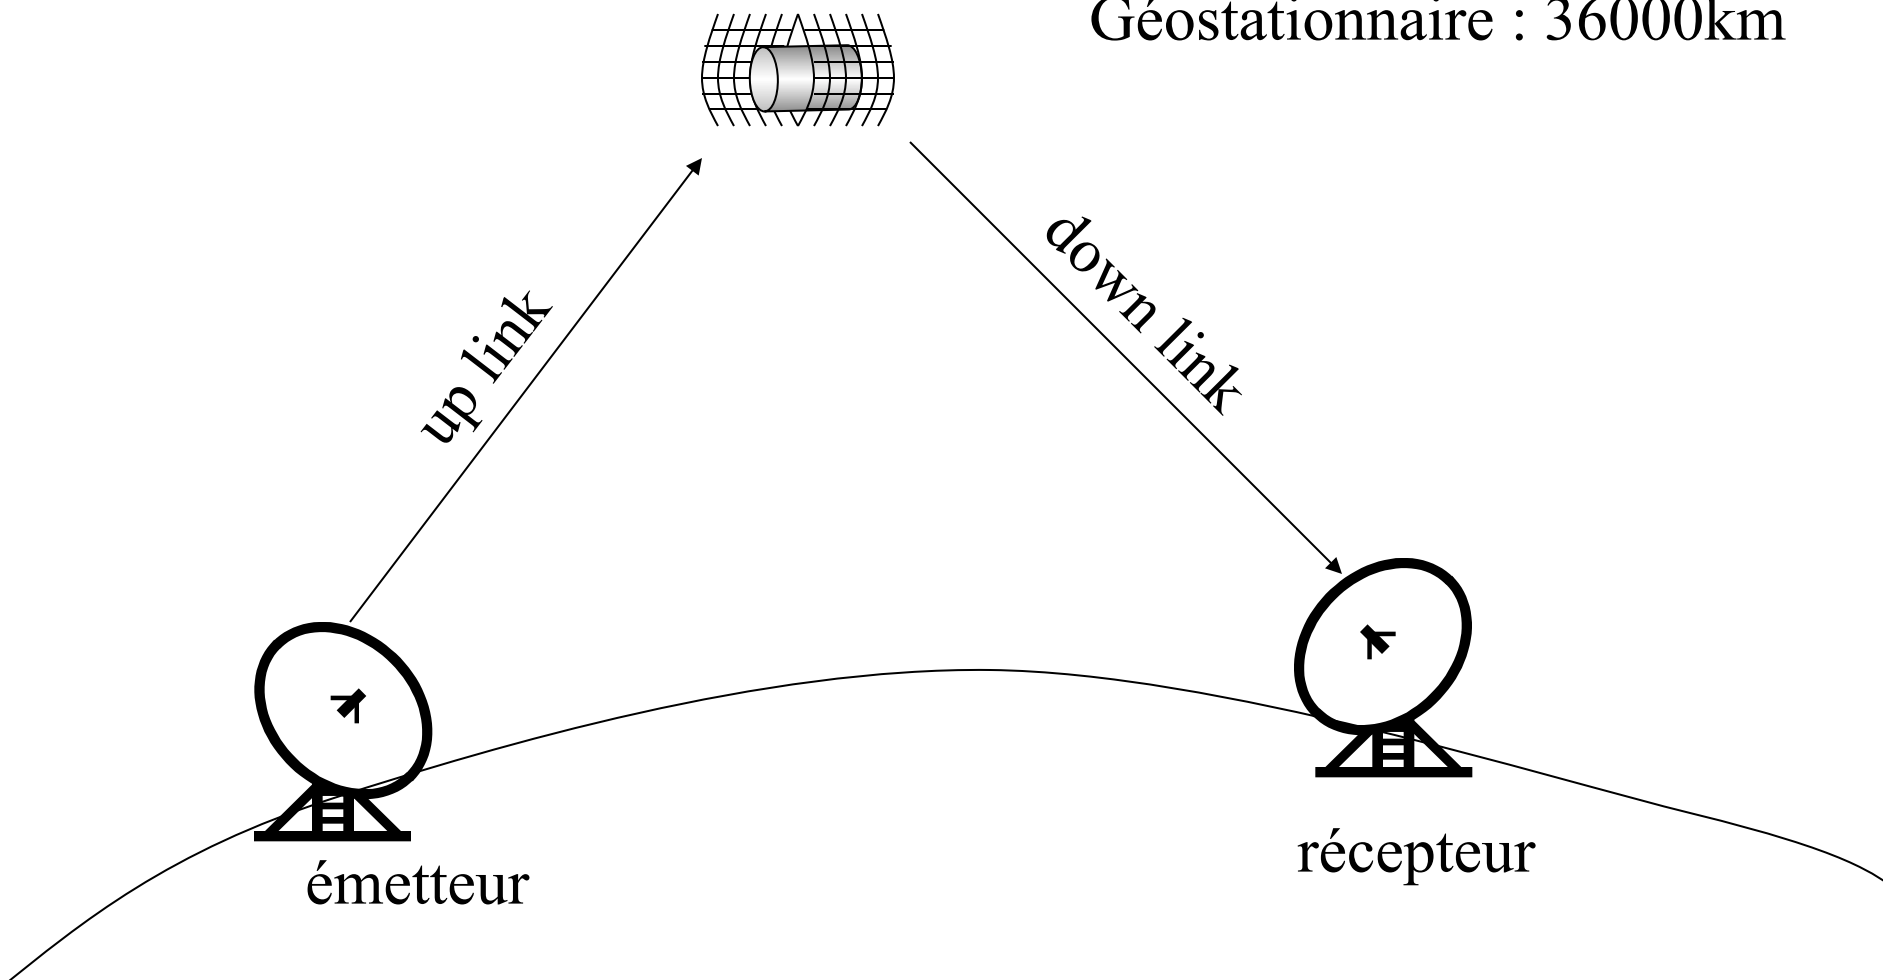 Géostationnaire : 36000km
up link
down link
récepteur
émetteur